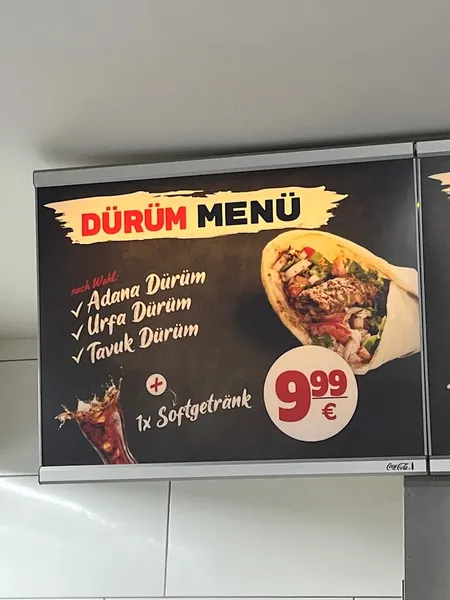 DÜRÜM MENÜ
nach Wahl:
✓ Adana Dürüm
✓ Urfa Dürüm
✓ Tavuk Dürüm
+
1x Softgetränk
9.99
€
Coca-Cola